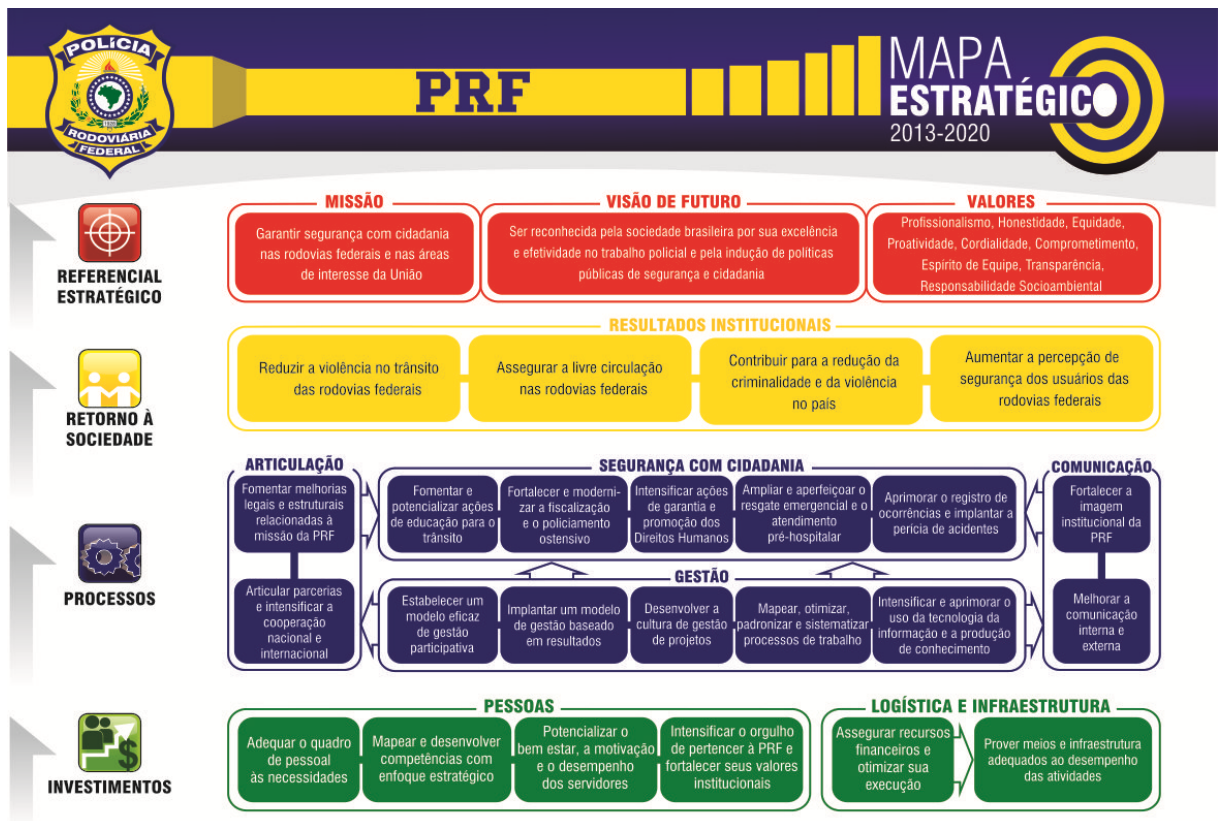 POLÍCIA
RODOVIÁRIA
FEDERAL
PRF
MAPA
ESTRATÉGICO
2013-2020
REFERENCIAL
ESTRATÉGICO
MISSÃO
Garantir segurança com cidadania
nas rodovias federais e nas áreas
de interesse da União
VISÃO DE FUTURO
Ser reconhecida pela sociedade brasileira por sua excelência
e efetividade no trabalho policial e pela indução de políticas
públicas de segurança e cidadania
VALORES
Profissionalismo, Honestidade, Equidade,
Proatividade, Cordialidade, Comprometimento,
Espírito de Equipe, Transparência,
Responsabilidade Socioambiental
RETORNO À
SOCIEDADE
RESULTADOS INSTITUCIONAIS
Reduzir a violência no trânsito
das rodovias federais
Assegurar a livre circulação
nas rodovias federais
Contribuir para a redução da
criminalidade e da violência
no país
Aumentar a percepção de
segurança dos usuários das
rodovias federais
PROCESSOS
ARTICULAÇÃO
Fomentar melhorias
legais e estruturais
relacionadas à
missão da PRF
Articular parcerias
e intensificar a
cooperação
nacional e
internacional
SEGURANÇA COM CIDADANIA
Fomentar e
potencializar ações
de educação para o
trânsito
Fortalecer e moderni-
zar a fiscalização
e o policiamento
ostensivo
Intensificar ações
de garantia e
promoção dos
Direitos Humanos
Ampliar e aperfeiçoar o
resgate emergencial e o
atendimento
pré-hospitalar
Aprimorar o registro de
ocorrências e implantar a
perícia de acidentes
GESTÃO
Estabelecer um
modelo eficaz
de gestão
participativa
Implantar um modelo
de gestão baseado
em resultados
Desenvolver a
cultura de gestão
de projetos
Mapear, otimizar,
padronizar e sistematizar
processos de trabalho
Intensificar e aprimorar o
uso da tecnologia da
informação e a produção
de conhecimento
COMUNICAÇÃO
Fortalecer a
imagem
institucional da
PRF
Melhorar a
comunicação
interna e
externa
INVESTIMENTOS
PESSOAS
Adequar o quadro
de pessoal
às necessidades
Mapear e desenvolver
competências com
enfoque estratégico
Potencializar o
bem estar, a motivação
e o desempenho
dos servidores
Intensificar o orgulho
de pertencer à PRF e
fortalecer seus valores
institucionais
LOGÍSTICA E INFRAESTRUTURA
Assegurar recursos
financeiros e
otimizar sua
execução
Prover meios e infraestrutura
adequados ao desempenho
das atividades